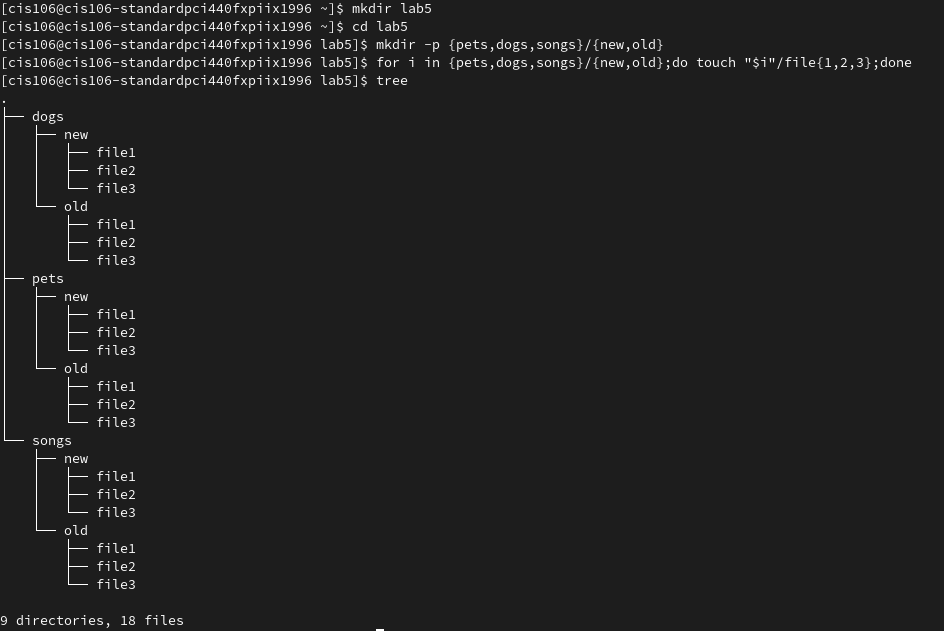 [cis106@cis106-standardpci440fxpiix1996 ~]$ mkdir lab5
[cis106@cis106-standardpci440fxpiix1996 ~]$ cd lab5
[cis106@cis106-standardpci440fxpiix1996 lab5]$ mkdir -p {pets,dogs,songs}/{new,old}
[cis106@cis106-standardpci440fxpiix1996 lab5]$ for i in {pets,dogs,songs}/{new,old};do touch "$i"/file{1,2,3};done
[cis106@cis106-standardpci440fxpiix1996 lab5]$ tree
.
├── dogs
│   ├── new
│   │   ├── file1
│   │   ├── file2
│   │   └── file3
│   └── old
│       ├── file1
│       ├── file2
│       └── file3
├── pets
│   ├── new
│   │   ├── file1
│   │   ├── file2
│   │   └── file3
│   └── old
│       ├── file1
│       ├── file2
│       └── file3
└── songs
    ├── new
    │   ├── file1
    │   ├── file2
    │   └── file3
    └── old
        ├── file1
        ├── file2
        └── file3
9 directories, 18 files